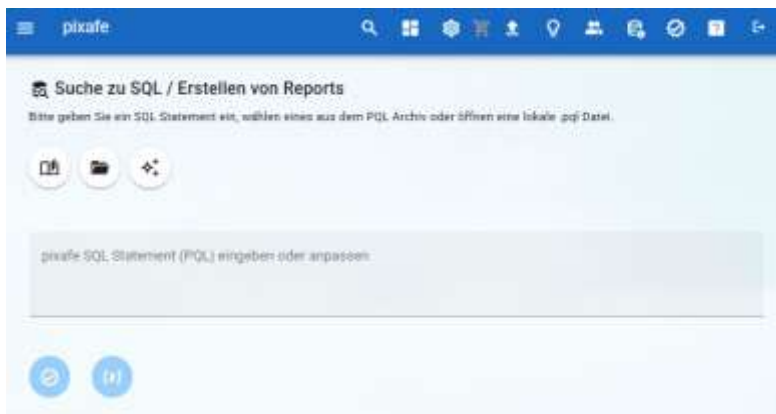 pixafe
Suche zu SQL / Erstellen von Reports
Bitte geben Sie ein SQL Statement ein, wählen eines aus dem PQL Archiv oder öffnen eine lokale .pql Datei.
pixafe SQL Statement (PQL) eingeben oder anpassen